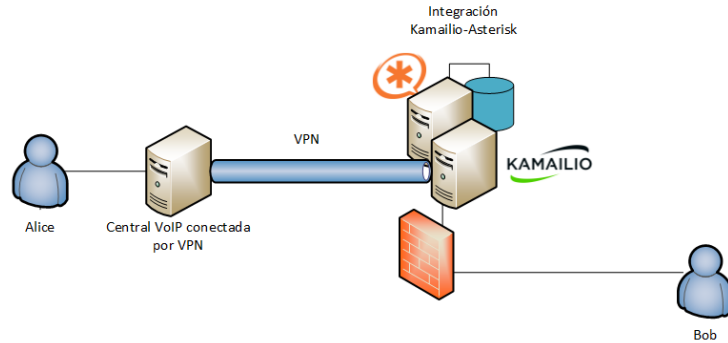 Integración
Kamailio-Asterisk
VPN
KAMAILIO
Alice
Central VoIP conectada
por VPN
Bob